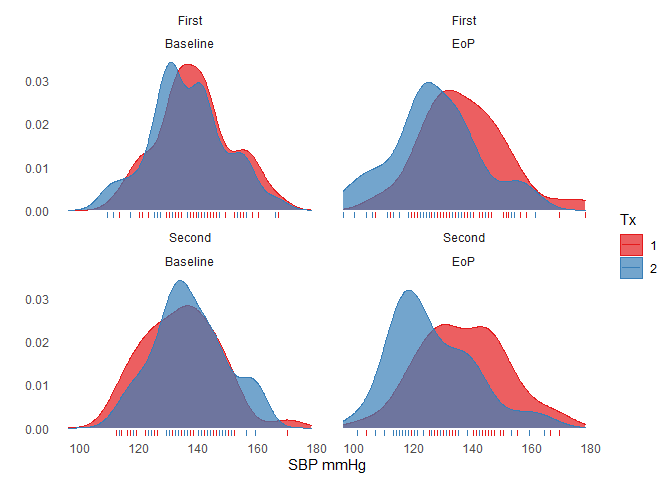 First First
Baseline EoP
0.03
0.02
0.01
0.00
Second Second
Baseline EoP
0.03
0.02
0.01
0.00
100 120 140 160 180 100 120 140 160 180
SBP mmHg
Tx
1
2